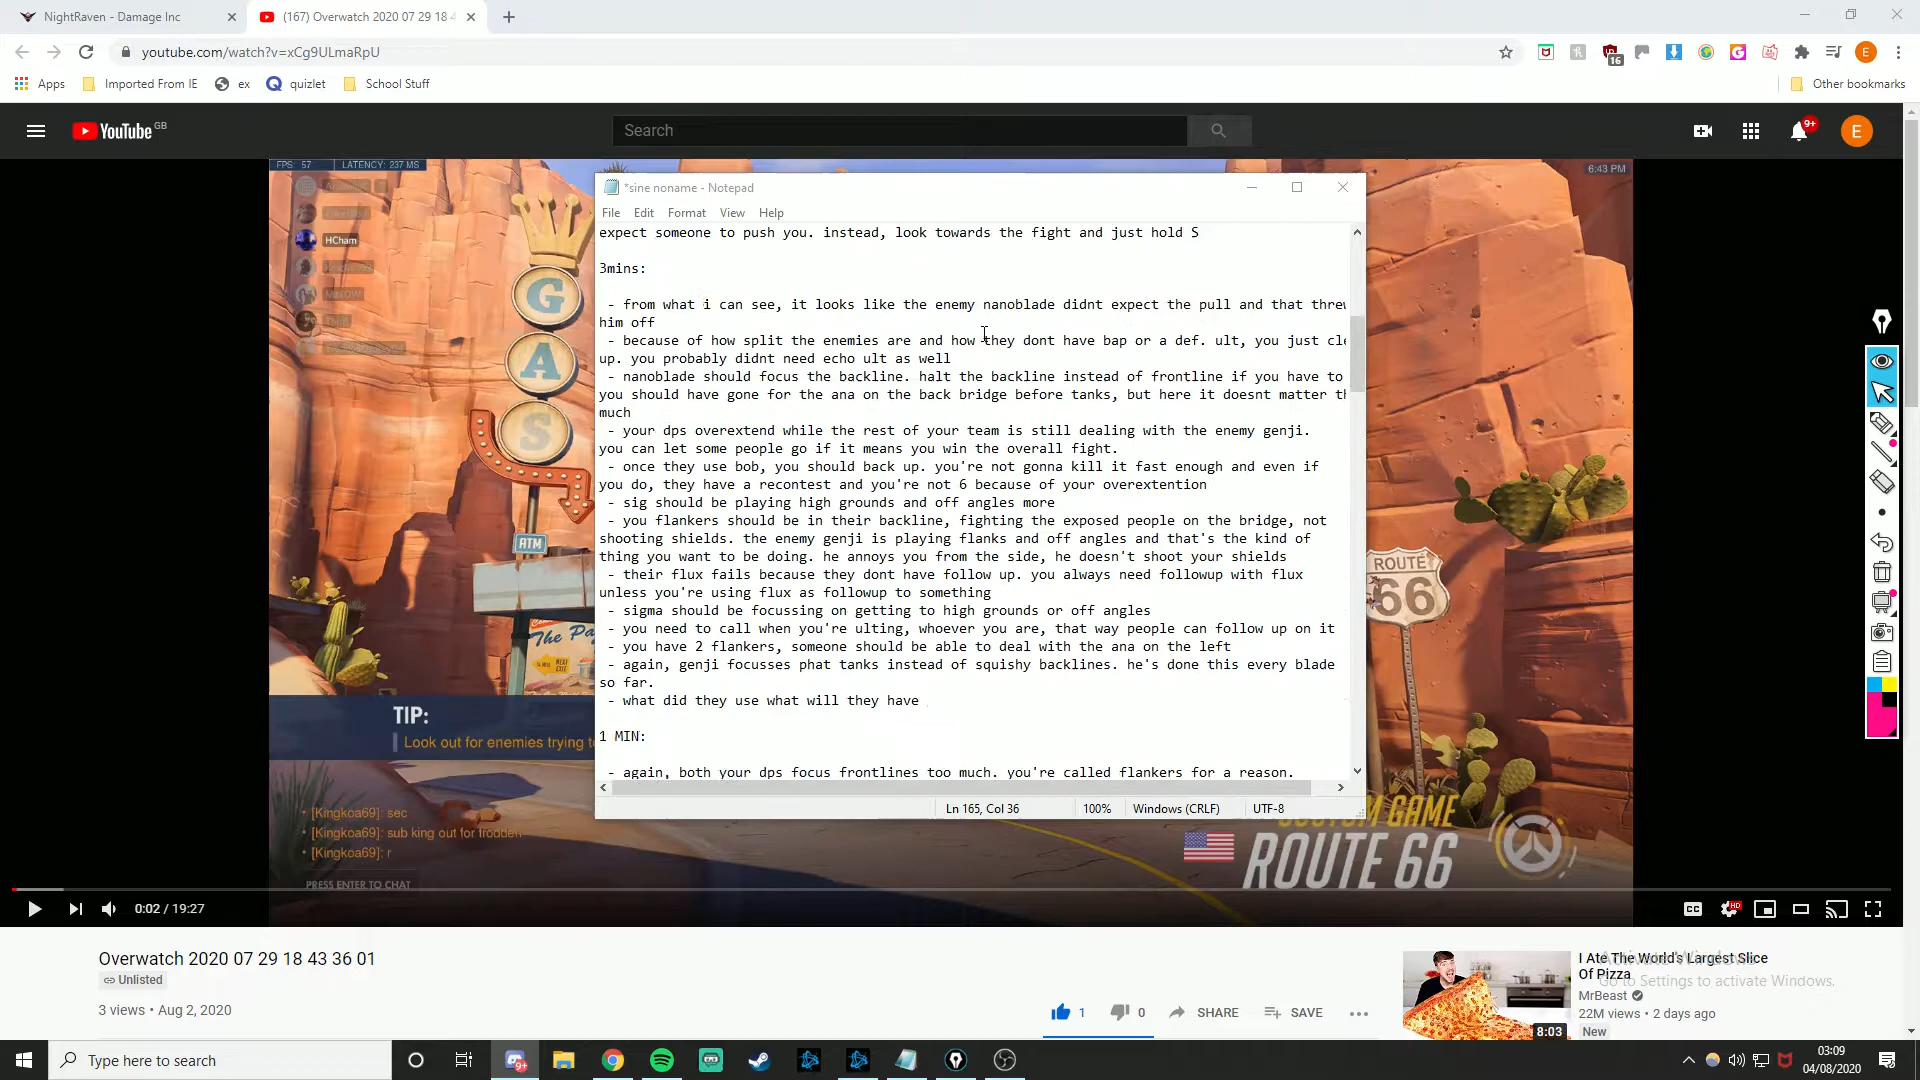 NightRaven - Damage Inc
(167) Overwatch 2020 07 29 18 4
youtube.com/watch?v=xCg9ULmaRpU
16
E
Apps
Imported From IE
ex
quizlet
School Stuff
Other bookmarks
YouTube GB
Search
9+
E
FPS: 57
LATENCY: 237 MS
6:43 PM
HCham
GAS
ATM
The Pa
ROUTE
66
*sine noname - Notepad
File Edit Format View Help
expect someone to push you. instead, look towards the fight and just hold S
3mins:
- from what i can see, it looks like the enemy nanoblade didnt expect the pull and that threw
him off
- because of how split the enemies are and how they dont have bap or a def. ult, you just cle
up. you probably didnt need echo ult as well
- nanoblade should focus the backline. halt the backline instead of frontline if you have to
you should have gone for the ana on the back bridge before tanks, but here it doesnt matter th
much
- your dps overextend while the rest of your team is still dealing with the enemy genji.
you can let some people go if it means you win the overall fight.
- once they use bob, you should back up. you're not gonna kill it fast enough and even if
you do, they have a recontest and you're not 6 because of your overextention
- sig should be playing high grounds and off angles more
- you flankers should be in their backline, fighting the exposed people on the bridge, not
shooting shields. the enemy genji is playing flanks and off angles and that's the kind of
thing you want to be doing. he annoys you from the side, he doesn't shoot your shields
- their flux fails because they dont have follow up. you always need followup with flux
unless you're using flux as followup to something
- sigma should be focussing on getting to high grounds or off angles
- you need to call when you're ulting, whoever you are, that way people can follow up on it
- you have 2 flankers, someone should be able to deal with the ana on the left
- again, genji focusses phat tanks instead of squishy backlines. he's done this every blade
so far.
- what did they use what will they have
1 MIN:
- again, both your dps focus frontlines too much. you're called flankers for a reason.
Ln 165, Col 36
100%
Windows (CRLF)
UTF-8
TIP:
Look out for enemies trying t
[Kingkoa69]: sec
[Kingkoa69]: sub king out for trodden
[Kingkoa69]: r
PRESS ENTER TO CHAT
CUSTOM GAME
ROUTE 66
0:02 / 19:27
CC
HD
Overwatch 2020 07 29 18 43 36 01
Unlisted
3 views • Aug 2, 2020
1
0
SHARE
SAVE
I Ate The World's Largest Slice
Of Pizza
MrBeast
22M views • 2 days ago
New
8:03
Activate Windows
Go to Settings to activate Windows.
Type here to search
9+
03:09
04/08/2020